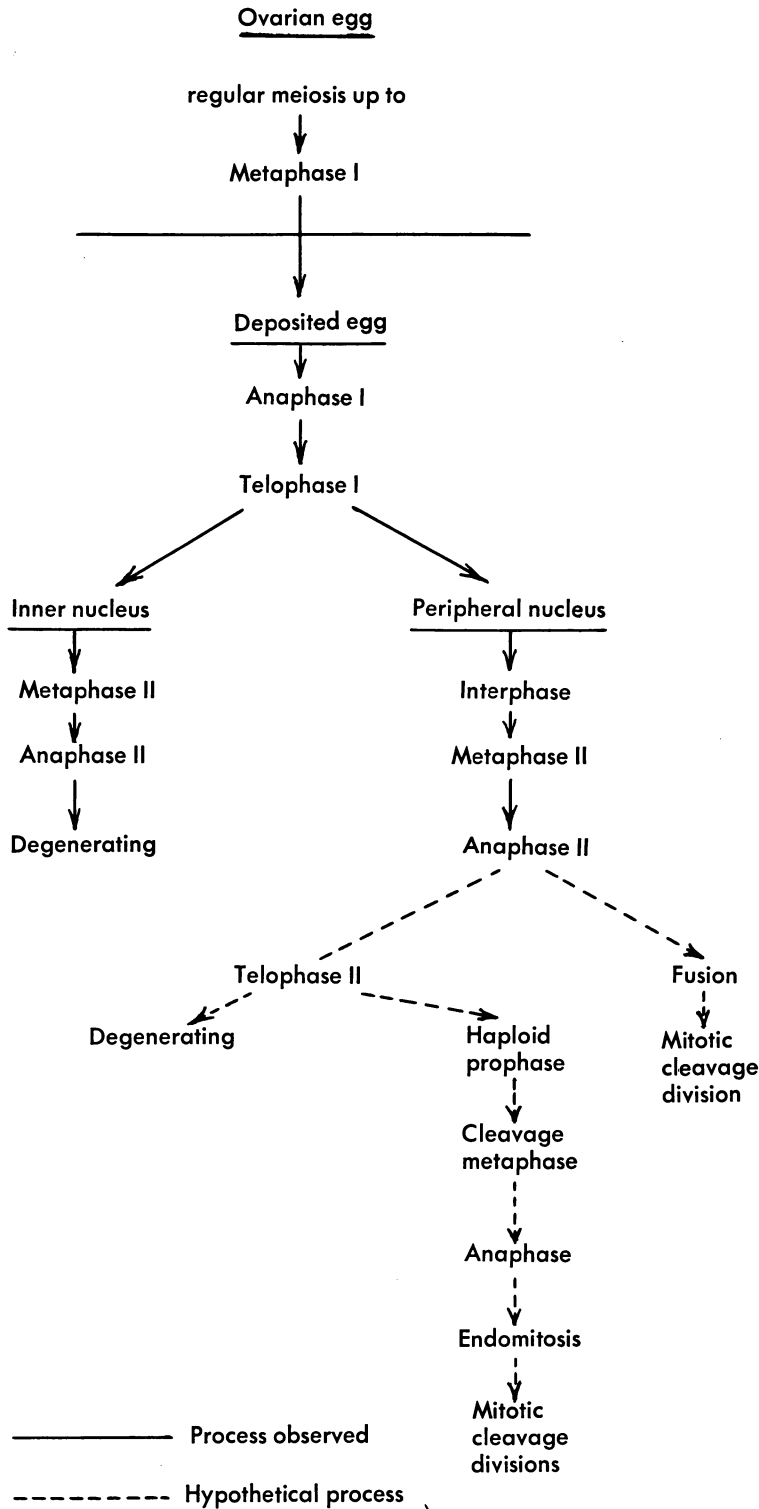 Ovarian egg
regular meiosis up to
Metaphase I
Deposited egg
Anaphase I
Telophase I
Inner nucleus
Peripheral nucleus
Metaphase II
Interphase
Anaphase II
Metaphase II
Degenerating
Anaphase II
Telophase II
Fusion
Degenerating
Haploid
prophase
Mitotic
cleavage
division
Cleavage
metaphase
Anaphase
Endomitosis
Mitotic
cleavage
divisions
Process observed
Hypothetical process